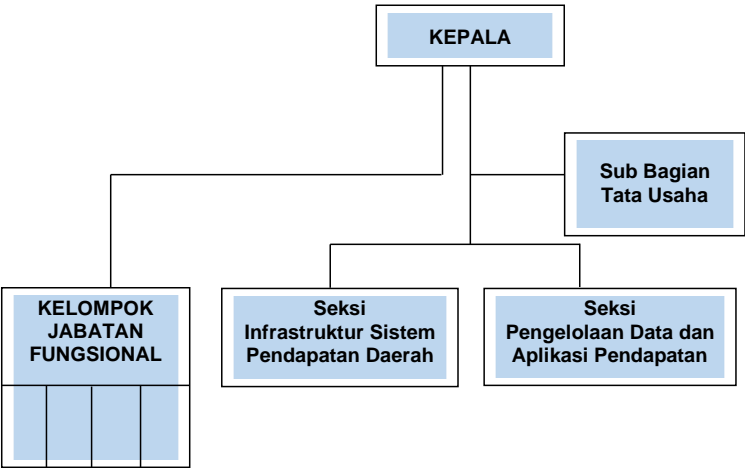 KEPALA
Sub Bagian
Tata Usaha
KELOMPOK
JABATAN
FUNGSIONAL
Seksi
Infrastruktur Sistem
Pendapatan Daerah
Seksi
Pengelolaan Data dan
Aplikasi Pendapatan